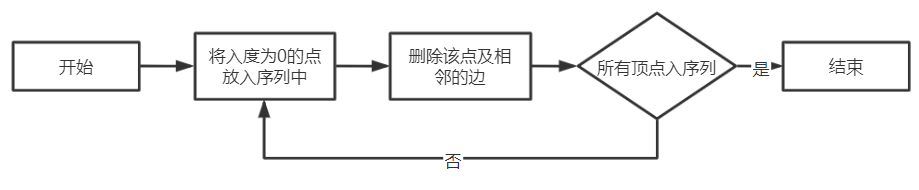 开始
将入度为0的点
放入序列中
删除该点及相
邻的边
所有顶点入序列
是
结束
否